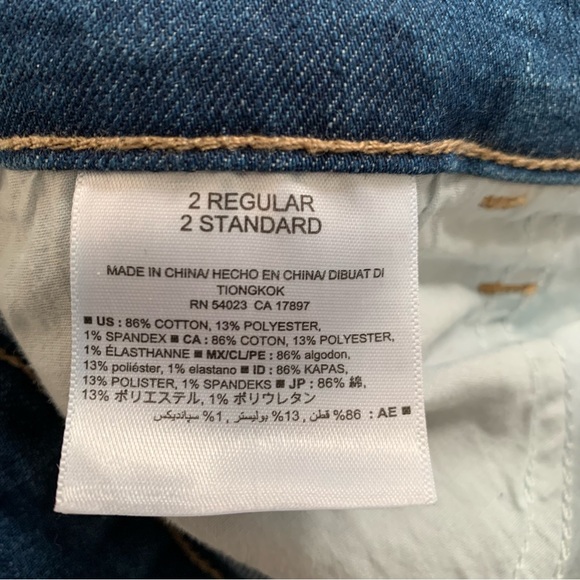 2 REGULAR
2 STANDARD
MADE IN CHINA/ HECHO EN CHINA/ DIBUAT DI
TIONGKOK
RN 54023 CA 17897
■ US : 86% COTTON, 13% POLYESTER,
1% SPANDEX ■ CA : 86% COTON, 13% POLYESTER,
1% ÉLASTHANNE ■ MX/CL/PE : 86% algodon,
13% poliéster, 1% elastano ■ ID : 86% KAPAS,
13% POLISTER, 1% SPANDEKS ■ JP : 86% 綿,
13% ポリエステル, 1% ポリウレタン
■ AE : 86% قطن , 13% بوليستر , 1% سپانديكس